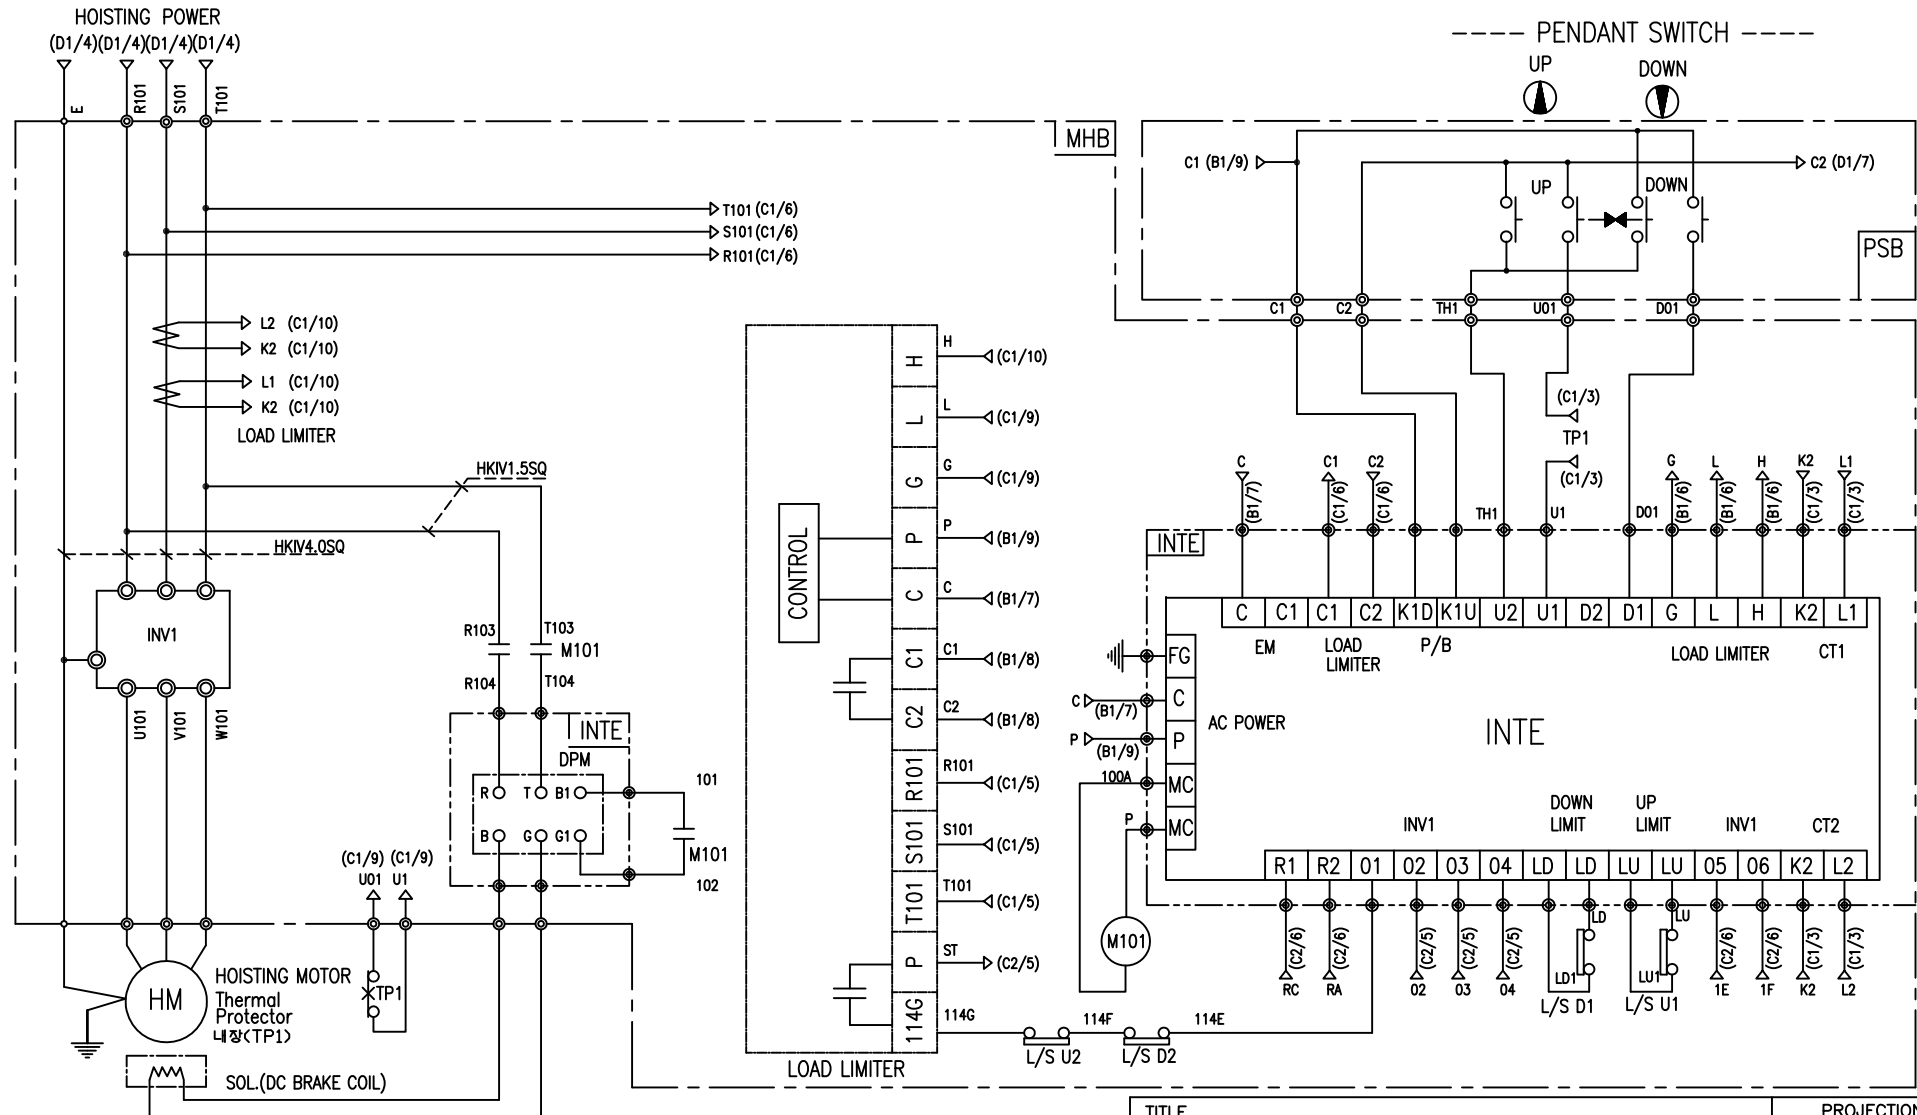 HOISTING POWER
(D1/4)(D1/4)(D1/4)(D1/4)
E
R101
S101
T101
MHB
---- PENDANT SWITCH ----
UP
DOWN
C1 (B1/9)
C2 (D1/7)
UP
DOWN
PSB
T101 (C1/6)
S101 (C1/6)
R101 (C1/6)
C1
C2
TH1
U01
D01
L2 (C1/10)
K2 (C1/10)
L1 (C1/10)
K2 (C1/10)
LOAD LIMITER
HKIV1.5SQ
HKIV4.0SQ
INV1
U101
V101
W101
R103
T103
M101
R104
T104
INTE
DPM
R
T
B1
B
G
G1
101
M101
102
(C1/9) (C1/9)
U01 U1
TP1
HOISTING MOTOR
HM
Thermal
Protector
내장(TP1)
SOL.(DC BRAKE COIL)
CONTROL
H
H
(C1/10)
L
L
(C1/9)
G
G
(C1/9)
P
P
(B1/9)
C
C
(B1/7)
C1
C1
(B1/8)
C2
C2
(B1/8)
R101
R101
(C1/5)
S101
S101
(C1/5)
T101
T101
(C1/5)
P
ST
(C2/5)
114G
114G
LOAD LIMITER
L/S U2
114F
L/S D2
114E
(C1/3)
TP1
(C1/3)
C
(B1/7)
C1
(C1/6)
C2
(C1/6)
TH1
U1
D01
G
(B1/6)
L
(B1/6)
H
(B1/6)
K2
(C1/3)
L1
(C1/3)
INTE
C C1 C1 C2 K1D K1U U2 U1 D2 D1 G L H K2 L1
EM
LOAD
LIMITER
P/B
LOAD LIMITER
CT1
FG
C
(B1/7)
C
AC POWER
P
(B1/9)
P
100A
MC
P
MC
M101
INTE
INV1
DOWN
LIMIT
UP
LIMIT
INV1
CT2
R1 R2 01 02 03 04 LD LD LU LU 05 06 K2 L2
(C2/6)
RC
(C2/6)
RA
(C2/5)
02
(C2/5)
03
(C2/5)
04
LD
LD1
L/S D1
LU
LU1
L/S U1
(C2/6)
1E
(C2/6)
1F
(C1/3)
K2
(C1/3)
L2
TITLE
PROJECTION